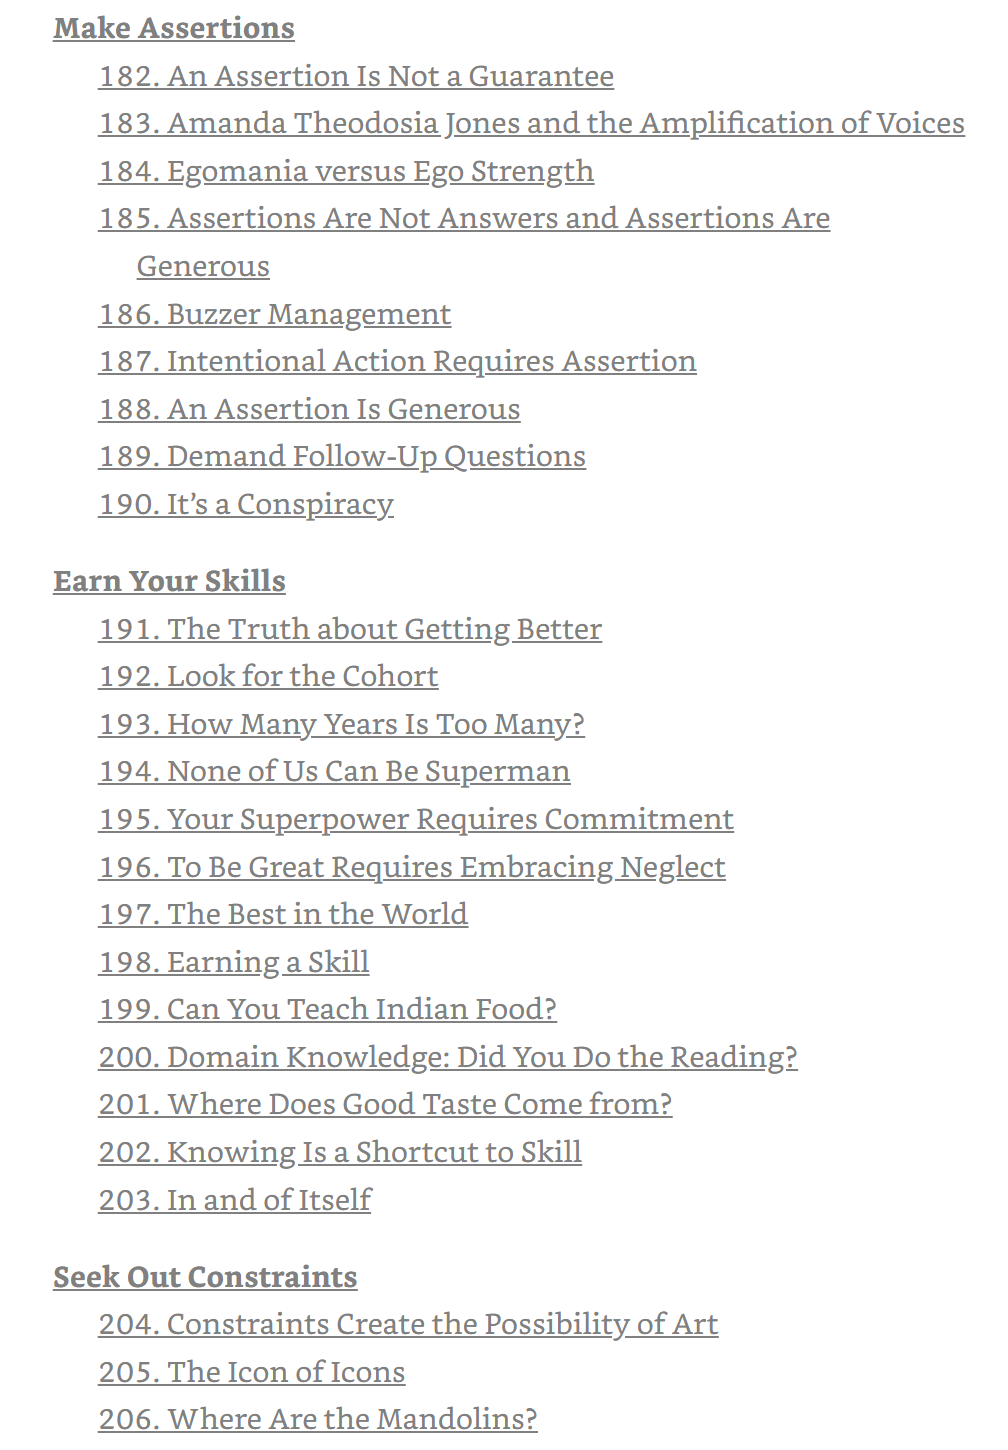 Make Assertions
182. An Assertion Is Not a Guarantee
183. Amanda Theodosia Jones and the Amplification of Voices
184. Egomania versus Ego Strength
185. Assertions Are Not Answers and Assertions Are
Generous
186. Buzzer Management
187. Intentional Action Requires Assertion
188. An Assertion Is Generous
189. Demand Follow-Up Questions
190. It’s a Conspiracy
Earn Your Skills
191. The Truth about Getting Better
192. Look for the Cohort
193. How Many Years Is Too Many?
194. None of Us Can Be Superman
195. Your Superpower Requires Commitment
196. To Be Great Requires Embracing Neglect
197. The Best in the World
198. Earning a Skill
199. Can You Teach Indian Food?
200. Domain Knowledge: Did You Do the Reading?
201. Where Does Good Taste Come from?
202. Knowing Is a Shortcut to Skill
203. In and of Itself
Seek Out Constraints
204. Constraints Create the Possibility of Art
205. The Icon of Icons
206. Where Are the Mandolins?